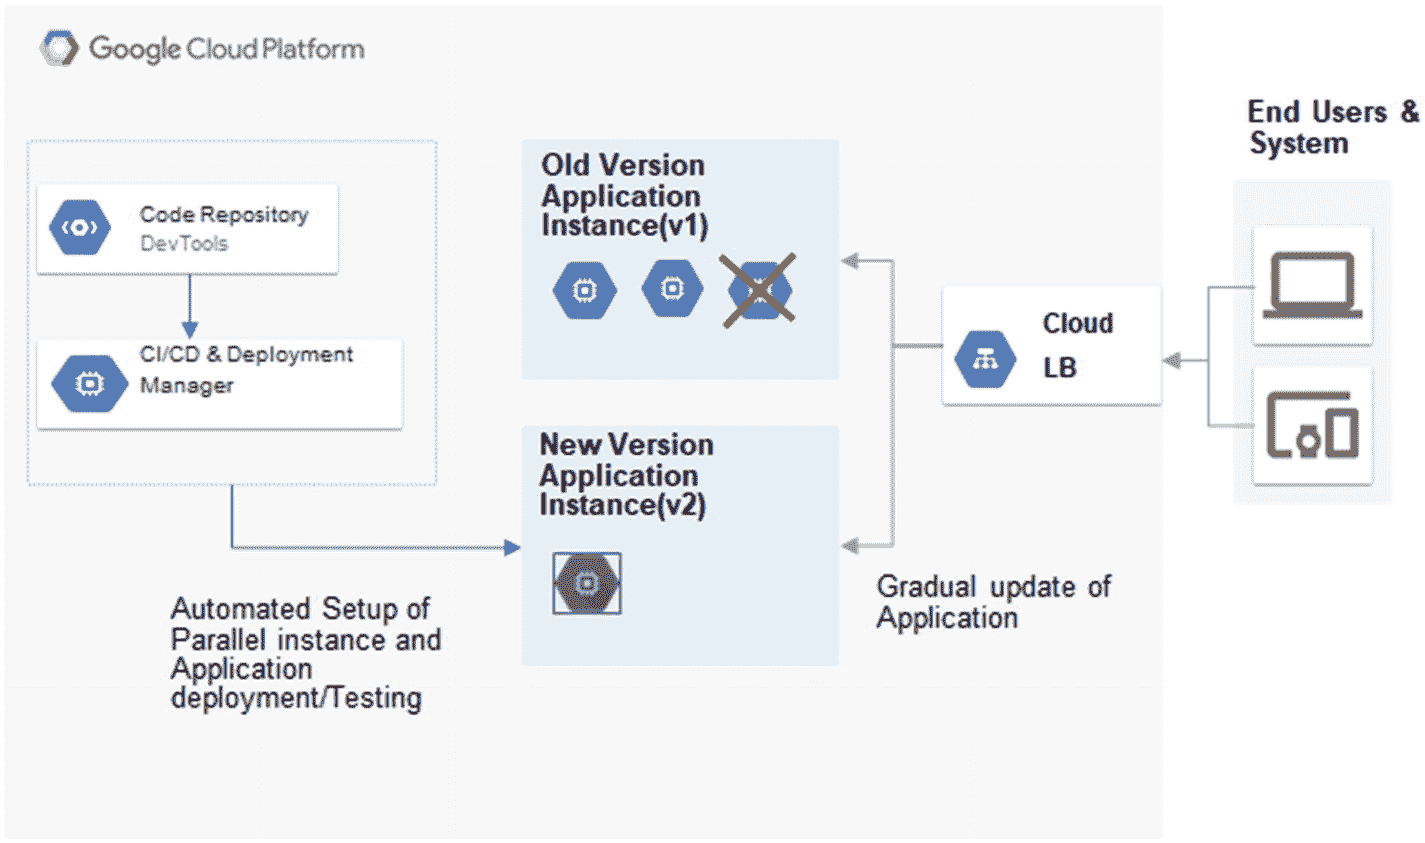 Google Cloud Platform
End Users &
System
Code Repository
DevTools
CI/CD & Deployment
Manager
Old Version
Application
Instance(v1)
Cloud
LB
New Version
Application
Instance(v2)
Automated Setup of
Parallel instance and
Application
deployment/Testing
Gradual update of
Application